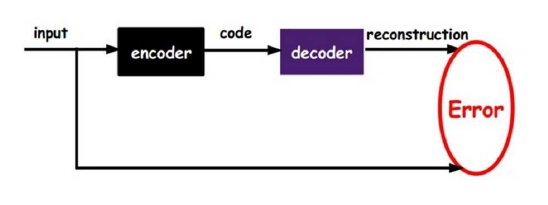 input
encoder
code
decoder
reconstruction
Error